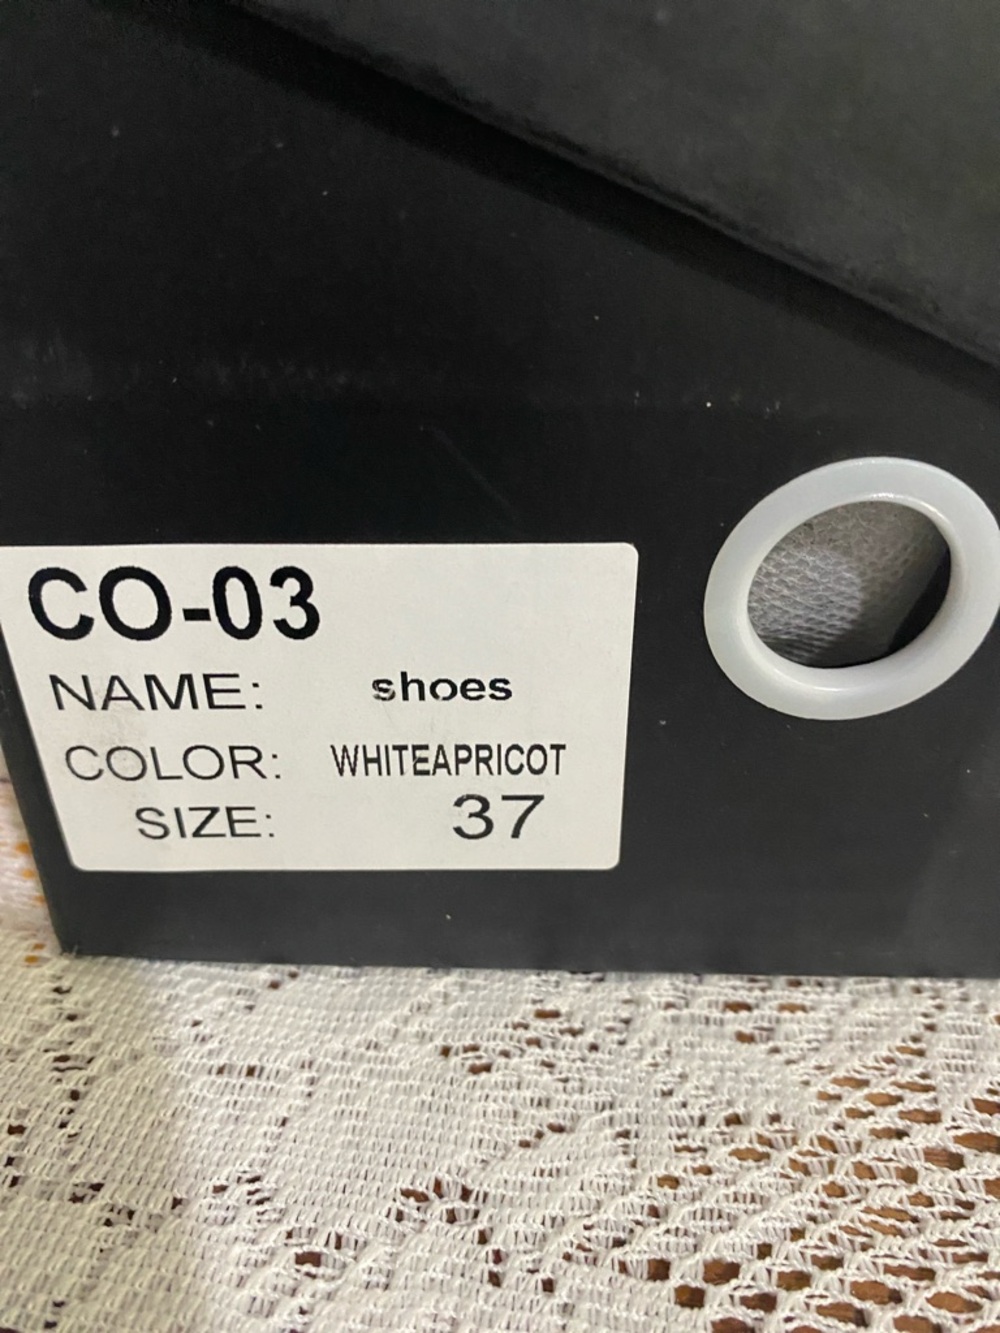 CO-03
NAME: shoes
COLOR: WHITEAPRICOT
SIZE: 37